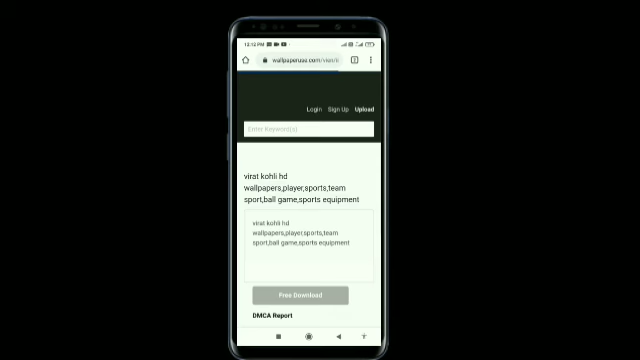 12:12 PM
wallpaperuse.com/vien/i
Login Sign Up Upload
Enter Keyword(s)
virat kohli hd
wallpapers,player,sports,team
sport,ball game,sports equipment
virat kohli hd
wallpapers,player,sports,team
sport,ball game,sports equipment
Free Download
DMCA Report